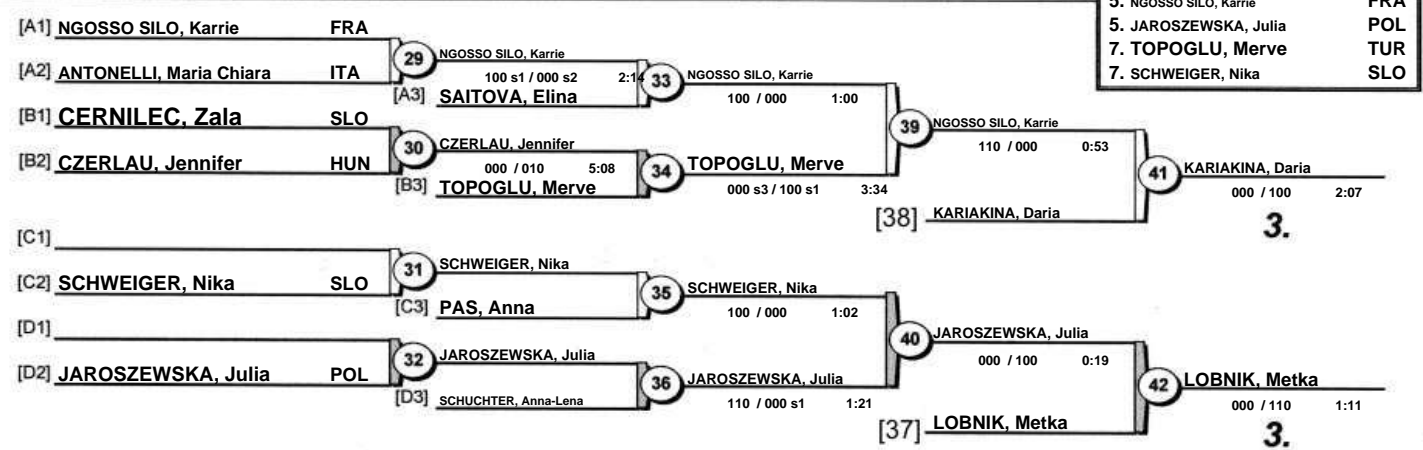 5. NGOSSO SILO, Karrie FRA
5. JAROSZEWSKA, Julia POL
7. TOPOGLU, Merve TUR
7. SCHWEIGER, Nika SLO
[A1] NGOSSO SILO, Karrie FRA
29 NGOSSO SILO, Karrie
[A2] ANTONELLI, Maria Chiara ITA
100 s1 / 000 s2 2:14
33 NGOSSO SILO, Karrie
[A3] SAITOVA, Elina
100 / 000 1:00
[B1] CERNILEC, Zala SLO
39 NGOSSO SILO, Karrie
30 CZERLAU, Jennifer
110 / 000 0:53
[B2] CZERLAU, Jennifer HUN
000 / 010 5:08
34 TOPOGLU, Merve
41 KARIAKINA, Daria
[B3] TOPOGLU, Merve
000 s3 / 100 s1 3:34
000 / 100 2:07
[38] KARIAKINA, Daria
3.
[C1]
31 SCHWEIGER, Nika
[C2] SCHWEIGER, Nika SLO
35 SCHWEIGER, Nika
[C3] PAS, Anna
100 / 000 1:02
[D1]
40 JAROSZEWSKA, Julia
32 JAROSZEWSKA, Julia
000 / 100 0:19
[D2] JAROSZEWSKA, Julia POL
36 JAROSZEWSKA, Julia
42 LOBNIK, Metka
[D3] SCHUCHTER, Anna-Lena
110 / 000 s1 1:21
000 / 110 1:11
[37] LOBNIK, Metka
3.